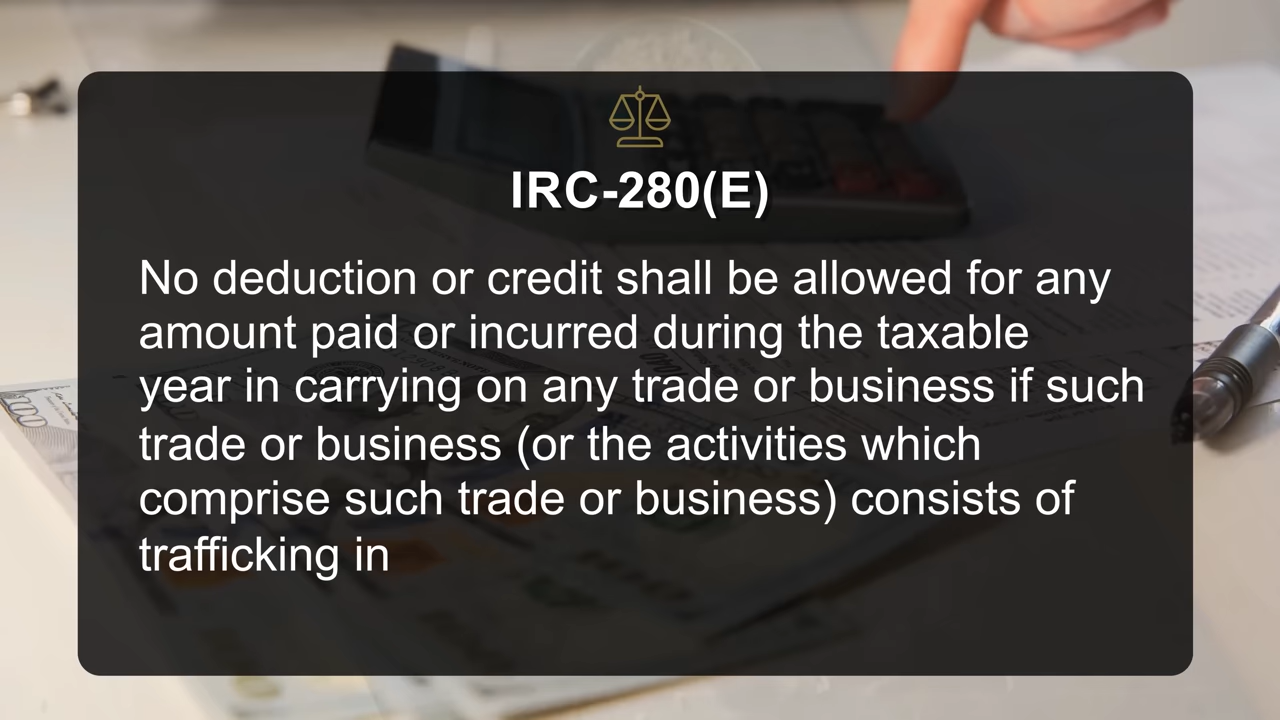 IRC-280(E)
No deduction or credit shall be allowed for any
amount paid or incurred during the taxable
year in carrying on any trade or business if such
trade or business (or the activities which
comprise such trade or business) consists of
trafficking in